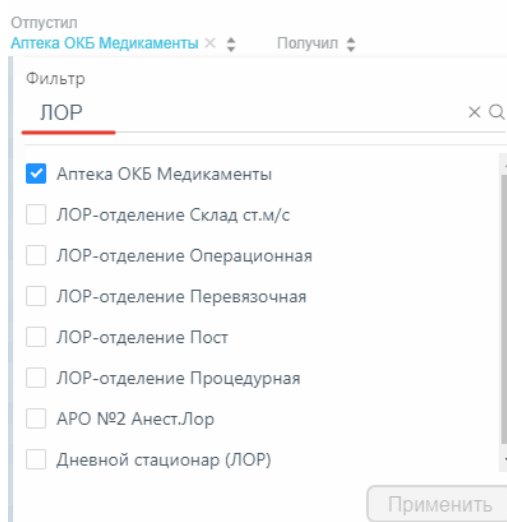 Отпустил
Аптека ОКБ Медикаменты Получил
Фильтр
ЛОР
Аптека ОКБ Медикаменты
ЛОР-отделение Склад ст.м/с
ЛОР-отделение Операционная
ЛОР-отделение Перевязочная
ЛОР-отделение Пост
ЛОР-отделение Процедурная
АРО №2 Анест.Лор
Дневной стационар (ЛОР)
Применить